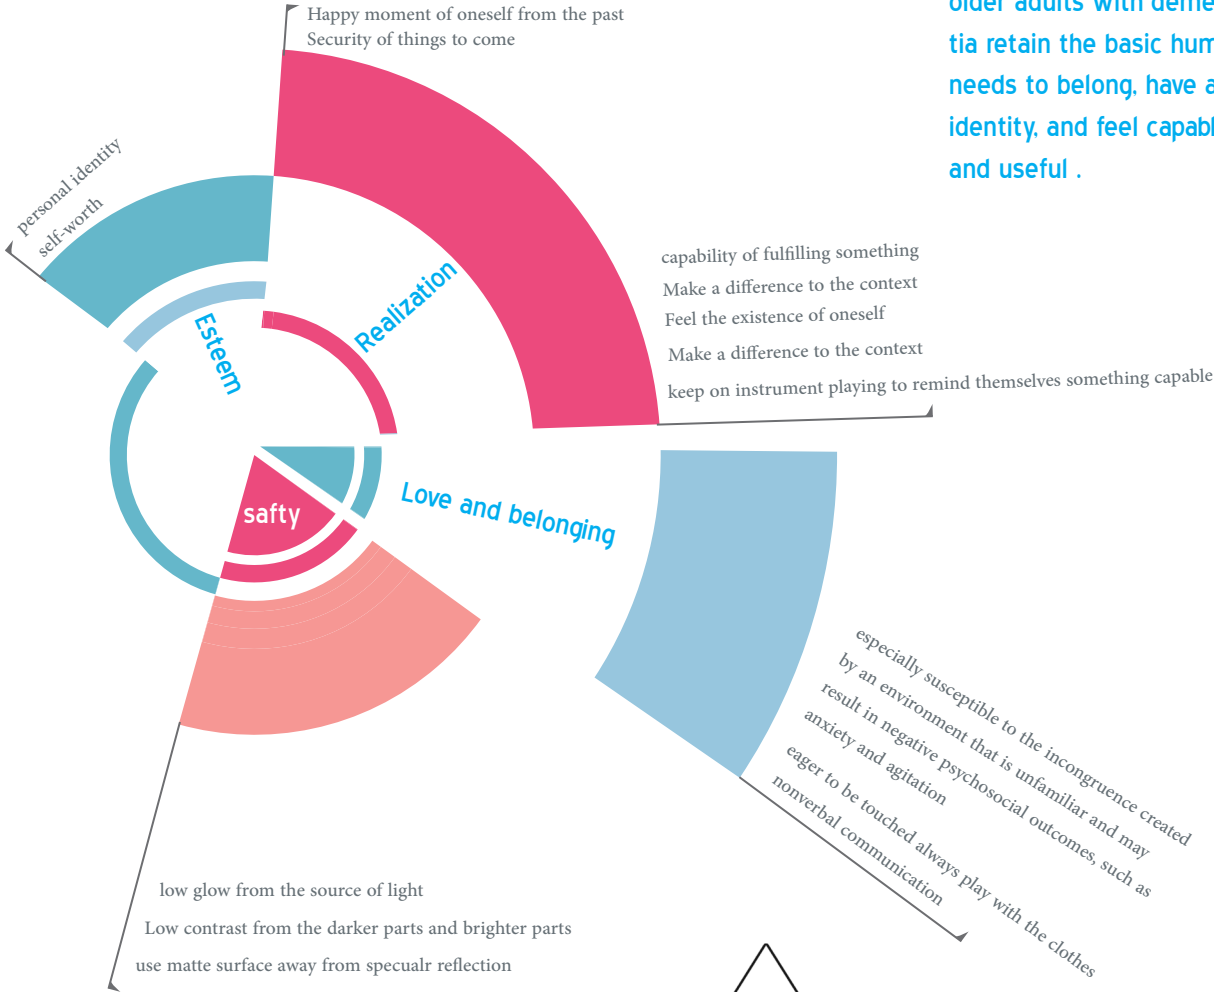 Happy moment of oneself from the past
Security of things to come
tia retain the basic hum
needs to belong, have a
identity, and feel capabl
and useful .
personal identity
self-worth
Esteem
Realization
capability of fulfilling something
Make a difference to the context
Feel the existence of oneself
Make a difference to the context
keep on instrument playing to remind themselves something capable
safty
Love and belonging
especially susceptible to the incongruence created
by an environment that is unfamiliar and may
result in negative psychosocial outcomes, such as
anxiety and agitation
eager to be touched always play with the clothes
nonverbal communication
low glow from the source of light
Low contrast from the darker parts and brighter parts
use matte surface away from specualr reflection